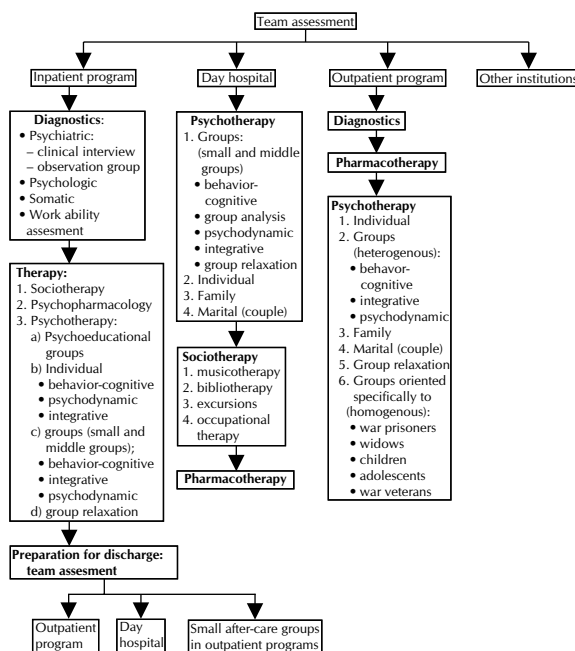 Team assessment
Inpatient program
Day hospital
Outpatient program
Other institutions
Diagnostics:
• Psychiatric:
– clinical interview
– observation group
• Psychologic
• Somatic
• Work ability
assesment
Therapy:
1. Sociotherapy
2. Psychopharmacology
3. Psychotherapy:
a) Psychoeducational
groups
b) Individual
• behavior-cognitive
• psychodynamic
• integrative
c) groups (small and
middle groups);
• behavior-cognitive
• integrative
• psychodynamic
d) group relaxation
Preparation for discharge:
team assesment
Outpatient
program
Day
hospital
Small after-care groups
in outpatient programs
Psychotherapy
1. Groups:
(small and middle
groups)
• behavior-
cognitive
• group analysis
• psychodynamic
• integrative
• group relaxation
2. Individual
3. Family
4. Marital (couple)
Sociotherapy
1. musicotherapy
2. bibliotherapy
3. excursions
4. occupational
therapy
Pharmacotherapy
Diagnostics
Pharmacotherapy
Psychotherapy
1. Individual
2. Groups
(heterogenous):
• behavor-
cognitive
• integrative
• psychodynamic
3. Family
4. Marital (couple)
5. Group relaxation
6. Groups oriented
specifically to
(homogenous):
• war prisoners
• widows
• children
• adolescents
• war veterans